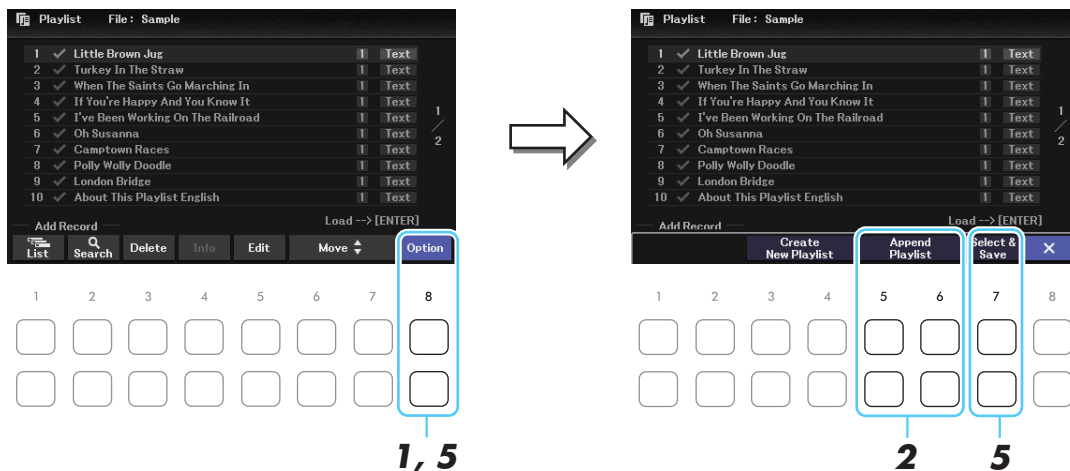 Playlist File: Sample
1 Little Brown Jug 1 Text
2 Turkey In The Straw 1 Text
3 When The Saints Go Marching In 1 Text
4 If You're Happy And You Know It 1 Text
5 I've Been Working On The Railroad 1 Text
6 Oh Susanna 1 Text
7 Camptown Races 1 Text
8 Polly Wolly Doodle 1 Text
9 London Bridge 1 Text
10 About This Playlist English 1 Text
1/2
Add Record Load -->[ENTER]
List Search Delete Info Edit Move Option
1 2 3 4 5 6 7 8
1, 5
Playlist File: Sample
1 Little Brown Jug 1 Text
2 Turkey In The Straw 1 Text
3 When The Saints Go Marching In 1 Text
4 If You're Happy And You Know It 1 Text
5 I've Been Working On The Railroad 1 Text
6 Oh Susanna 1 Text
7 Camptown Races 1 Text
8 Polly Wolly Doodle 1 Text
9 London Bridge 1 Text
10 About This Playlist English 1 Text
1/2
Add Record Load -->[ENTER]
Create New Playlist
Append Playlist
Select & Save
×
1 2 3 4 5 6 7 8
2 5